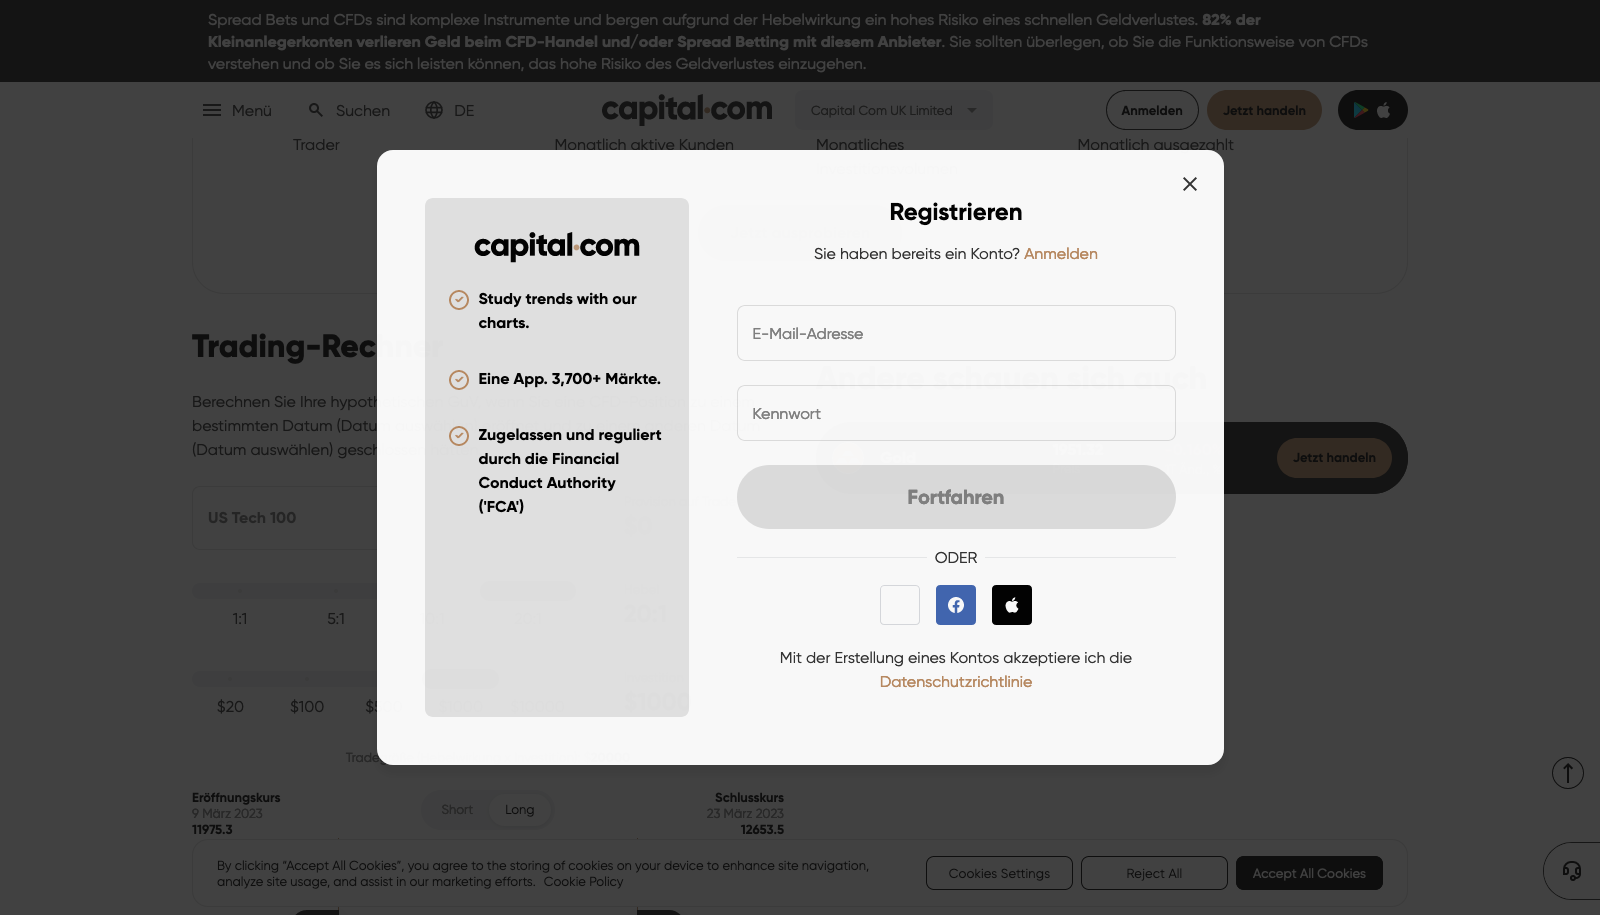 Spread Bets und CFDs sind komplexe Instrumente und bergen aufgrund der Hebelwirkung ein hohes Risiko eines schnellen Geldverlustes. 82% der
Kleinanlegerkonten verlieren Geld beim CFD-Handel und/oder Spread Betting mit diesem Anbieter. Sie sollten überlegen, ob Sie die Funktionsweise von CFDs
verstehen und ob Sie es sich leisten können, das hohe Risiko des Geldverlustes einzugehen.
Menü Suchen DE capital.com Capital Com UK Limited Anmelden Jetzt handeln
Trader Monatlich aktive Kunden Monatliches Monatlich ausgezahlt
Registrieren
Sie haben bereits ein Konto? Anmelden
capital.com
Study trends with our
charts.
Eine App. 3,700+ Märkte.
Zugelassen und reguliert
durch die Financial
Conduct Authority
('FCA')
E-Mail-Adresse
Kennwort
Fortfahren
ODER
Mit der Erstellung eines Kontos akzeptiere ich die
Datenschutzrichtlinie
Trading-Rechner
Andere schauen sich auch
Berechnen Sie Ihre hypoth
bestimmten Datum (Datu
(Datum auswählen) gesch
Jetzt handeln
US Tech 100
1:1 5:1
$20 $100 $1000
Trade
Eröffnungskurs
9 März 2023
11975.3
Short Long
Schlusskurs
23 März 2023
12653.5
By clicking “Accept All Cookies”, you agree to the storing of cookies on your device to enhance site navigation,
analyze site usage, and assist in our marketing efforts. Cookie Policy
Cookies Settings Reject All Accept All Cookies